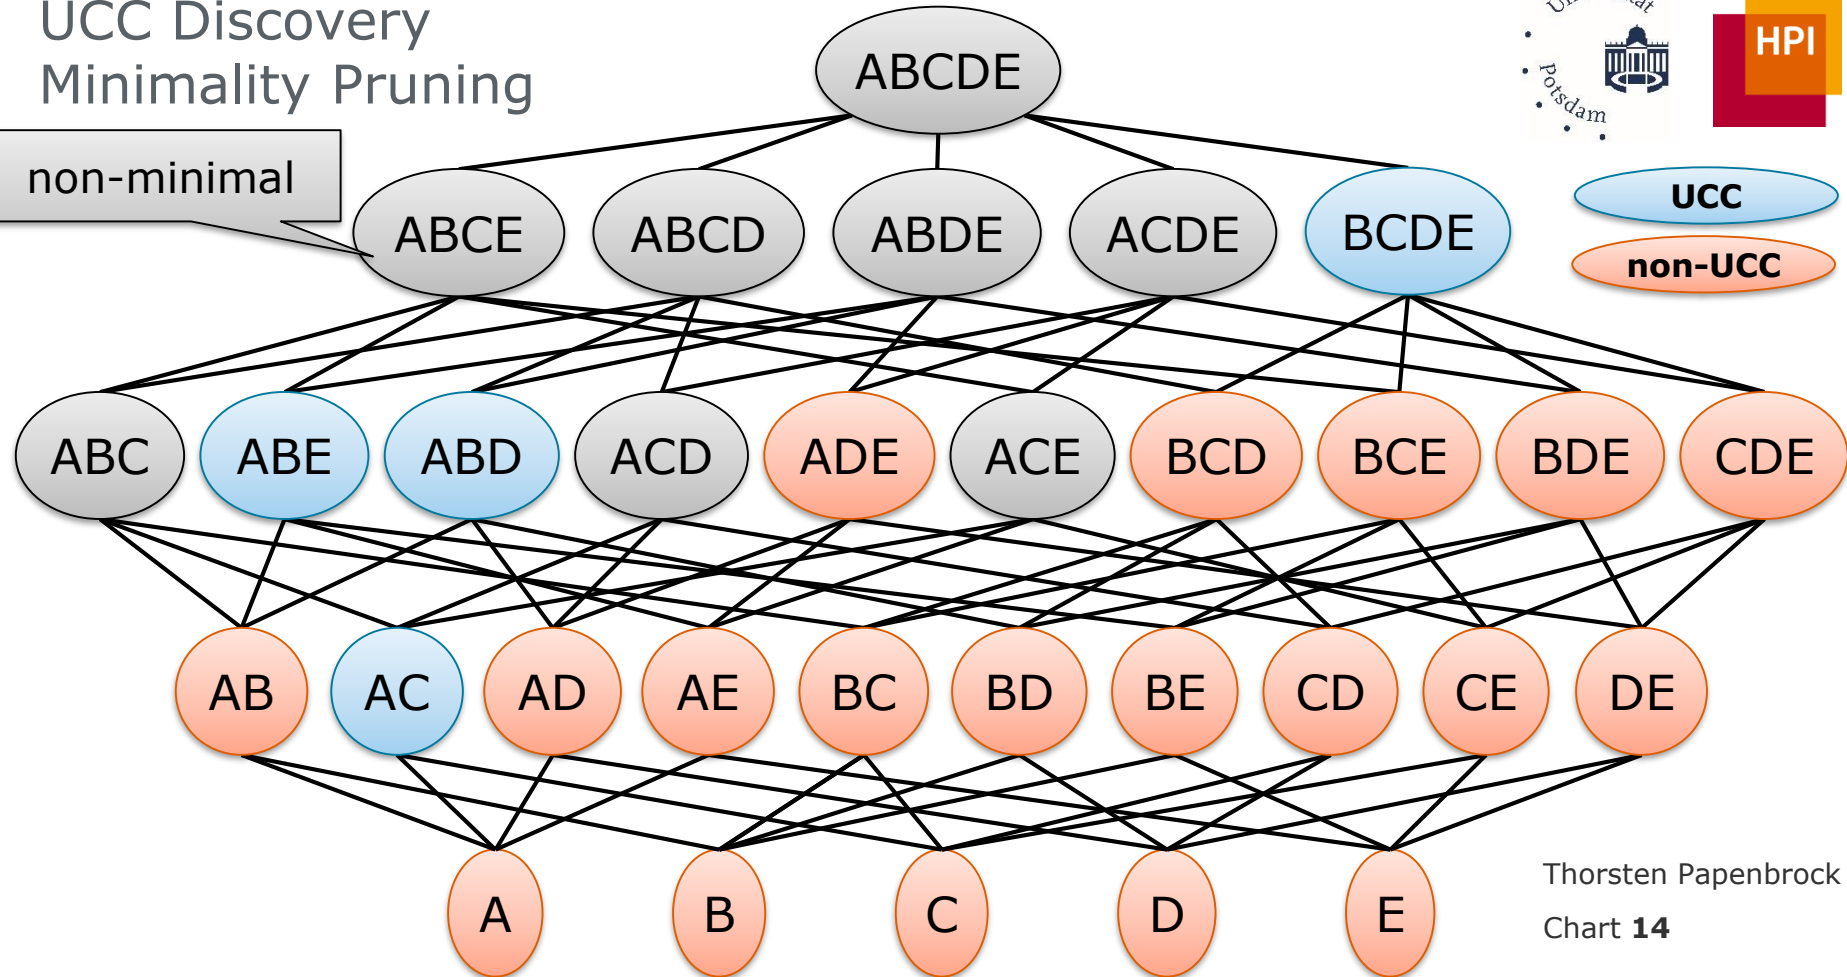 UCC Discovery
Minimality Pruning
Potsdam
HPI
non-minimal
UCC
non-UCC
ABCDE
ABCE ABCD ABDE ACDE BCDE
ABC ABE ABD ACD ADE ACE BCD BCE BDE CDE
AB AC AD AE BC BD BE CD CE DE
A B C D E
Thorsten Papenbrock
Chart 14